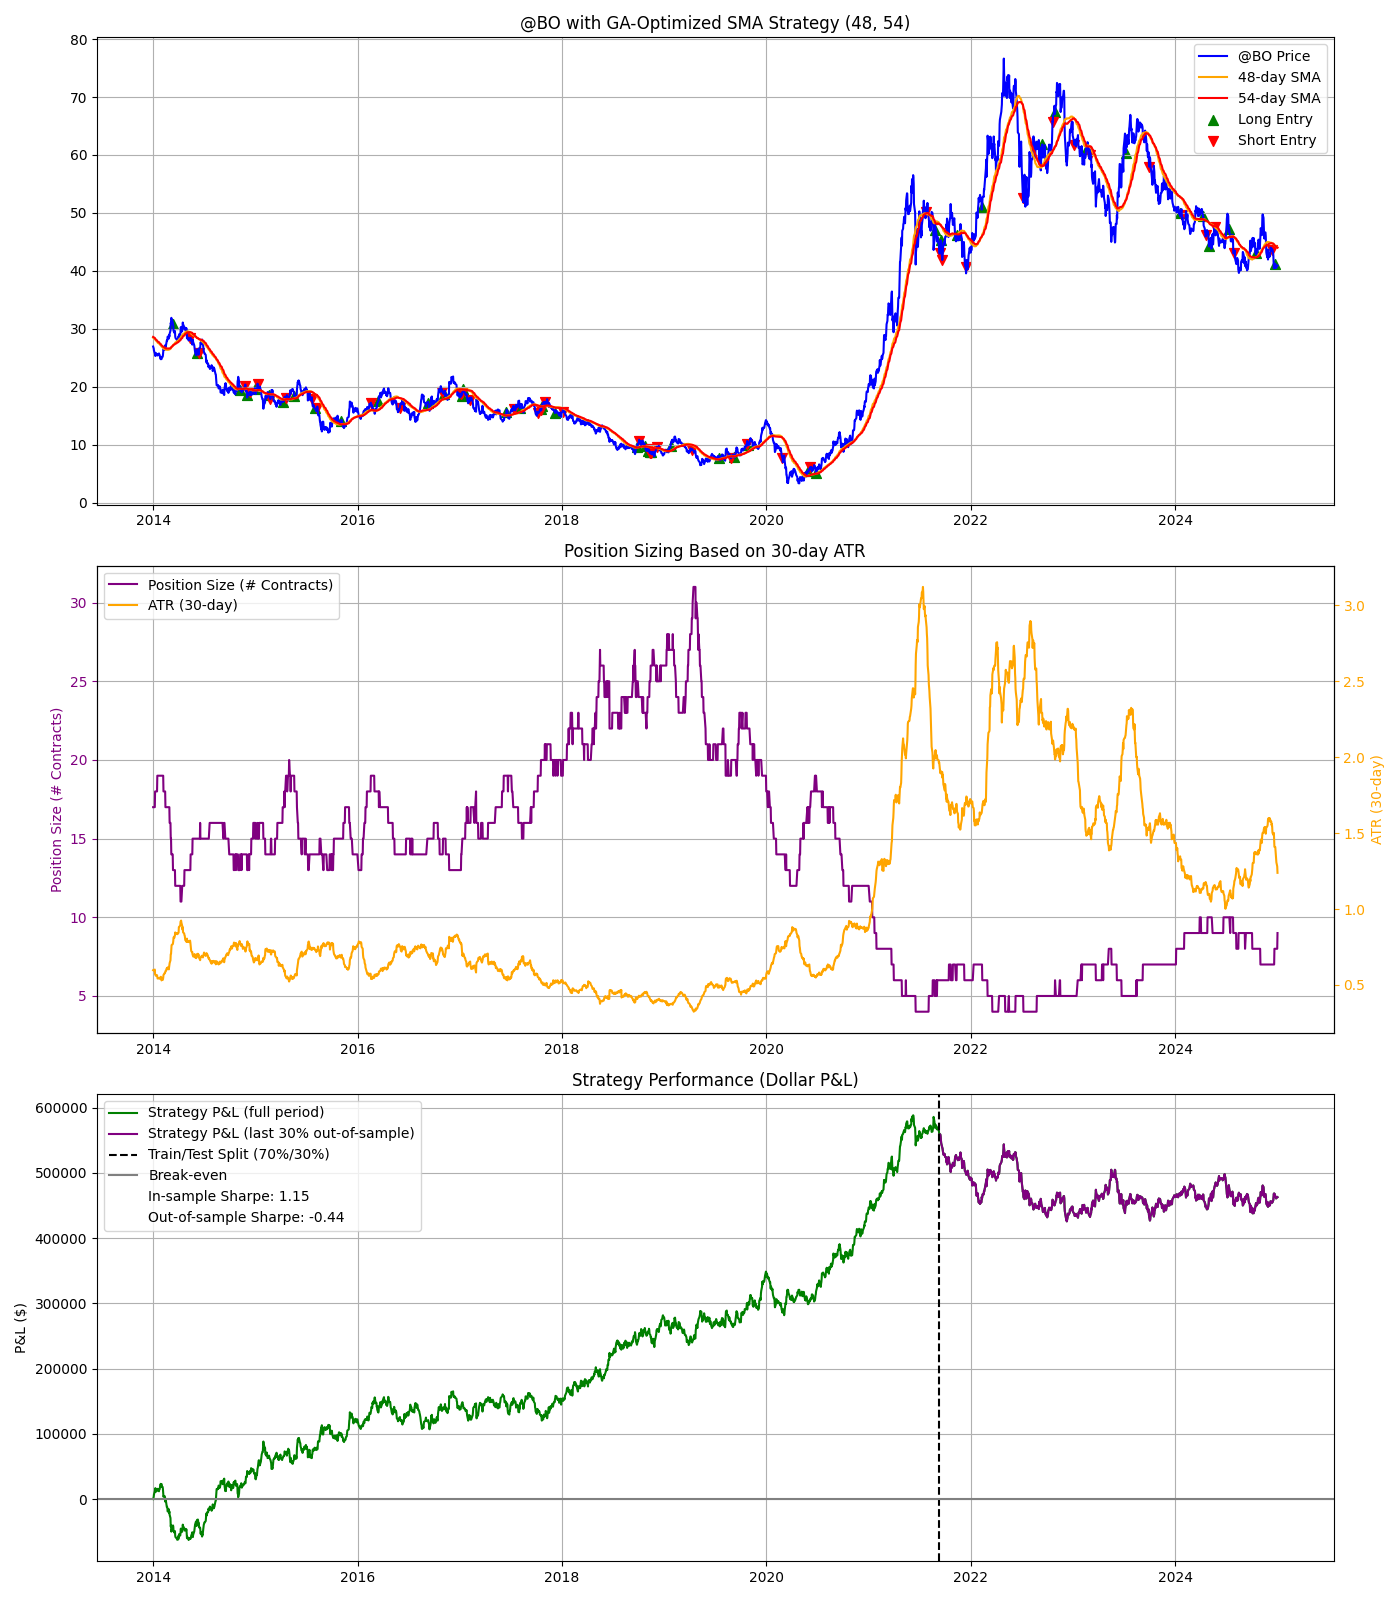 @BO with GA-Optimized SMA Strategy (48, 54)
80
70
60
50
40
30
20
10
0
@BO Price
48-day SMA
54-day SMA
Long Entry
Short Entry
2014 2016 2018 2020 2022 2024
Position Sizing Based on 30-day ATR
Position Size (# Contracts)
30
25
20
15
10
5
Position Size (# Contracts)
ATR (30-day)
3.0
2.5
2.0
1.5
1.0
0.5
ATR (30-day)
2014 2016 2018 2020 2022 2024
Strategy Performance (Dollar P&L)
P&L ($)
600000
500000
400000
300000
200000
100000
0
Strategy P&L (full period)
Strategy P&L (last 30% out-of-sample)
Train/Test Split (70%/30%)
Break-even
In-sample Sharpe: 1.15
Out-of-sample Sharpe: -0.44
2014 2016 2018 2020 2022 2024